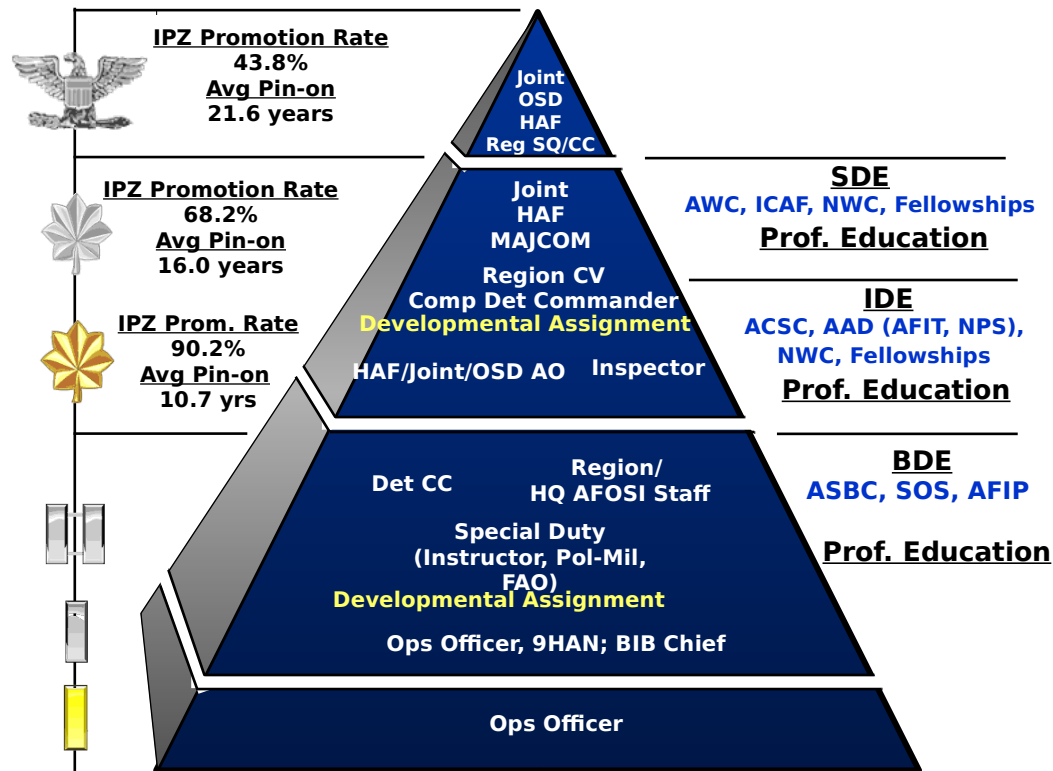 IPZ Promotion Rate
43.8%
Avg Pin-on
21.6 years
IPZ Promotion Rate
68.2%
Avg Pin-on
16.0 years
IPZ Prom. Rate
90.2%
Avg Pin-on
10.7 yrs
Joint
OSD
HAF
Reg SQ/CC
Joint
HAF
MAJCOM
Region CV
Comp Det Commander
Developmental Assignment
HAF/Joint/OSD AO
Inspector
Det CC
Region/
HQ AFOSI Staff
Special Duty
(Instructor, Pol-Mil,
FAO)
Developmental Assignment
Ops Officer, 9HAN; BIB Chief
Ops Officer
SDE
AWC, ICAF, NWC, Fellowships
Prof. Education
IDE
ACSC, AAD (AFIT, NPS),
NWC, Fellowships
Prof. Education
BDE
ASBC, SOS, AFIP
Prof. Education